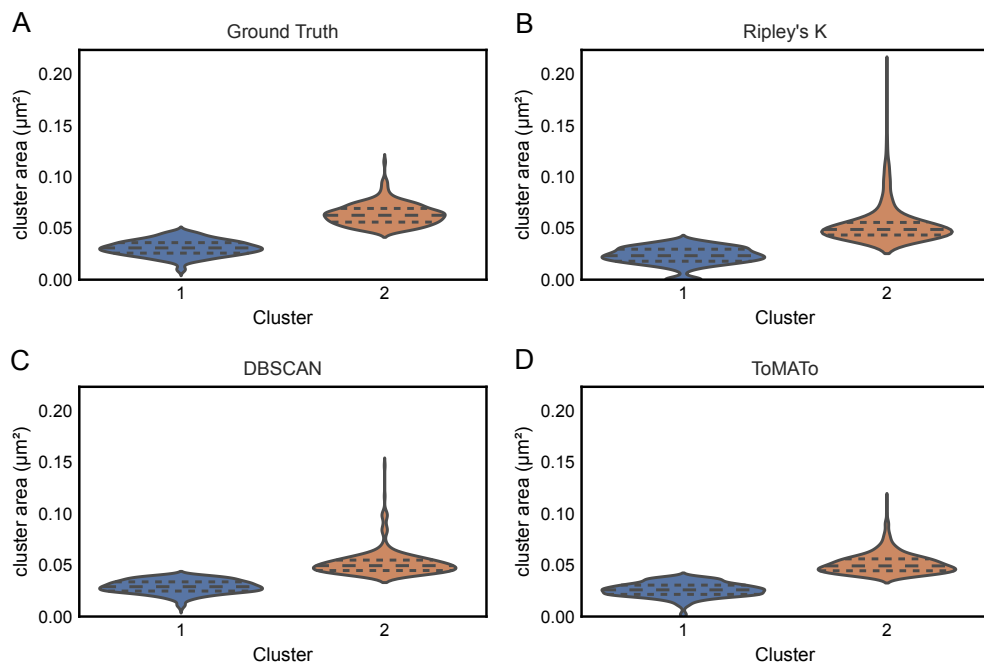 A
Ground Truth
cluster area (μm²)
0.20
0.15
0.10
0.05
0.00
1
2
Cluster
B
Ripley's K
cluster area (μm²)
0.20
0.15
0.10
0.05
0.00
1
2
Cluster
C
DBSCAN
cluster area (μm²)
0.20
0.15
0.10
0.05
0.00
1
2
Cluster
D
ToMATo
cluster area (μm²)
0.20
0.15
0.10
0.05
0.00
1
2
Cluster